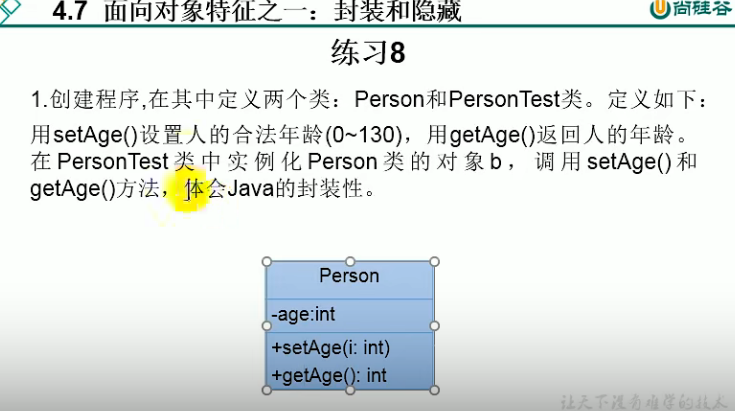 4.7 面向对象特征之一：封装和隐藏
尚硅谷
练习8
1.创建程序,在其中定义两个类：Person和PersonTest类。定义如下：
用setAge()设置人的合法年龄(0~130)，用getAge()返回人的年龄。
在 PersonTest 类中实例化 Person 类的对象b，调用 setAge() 和
getAge()方法，体会Java的封装性。
Person
-age:int
+setAge(i: int)
+getAge(): int
让天下没有难学的技术